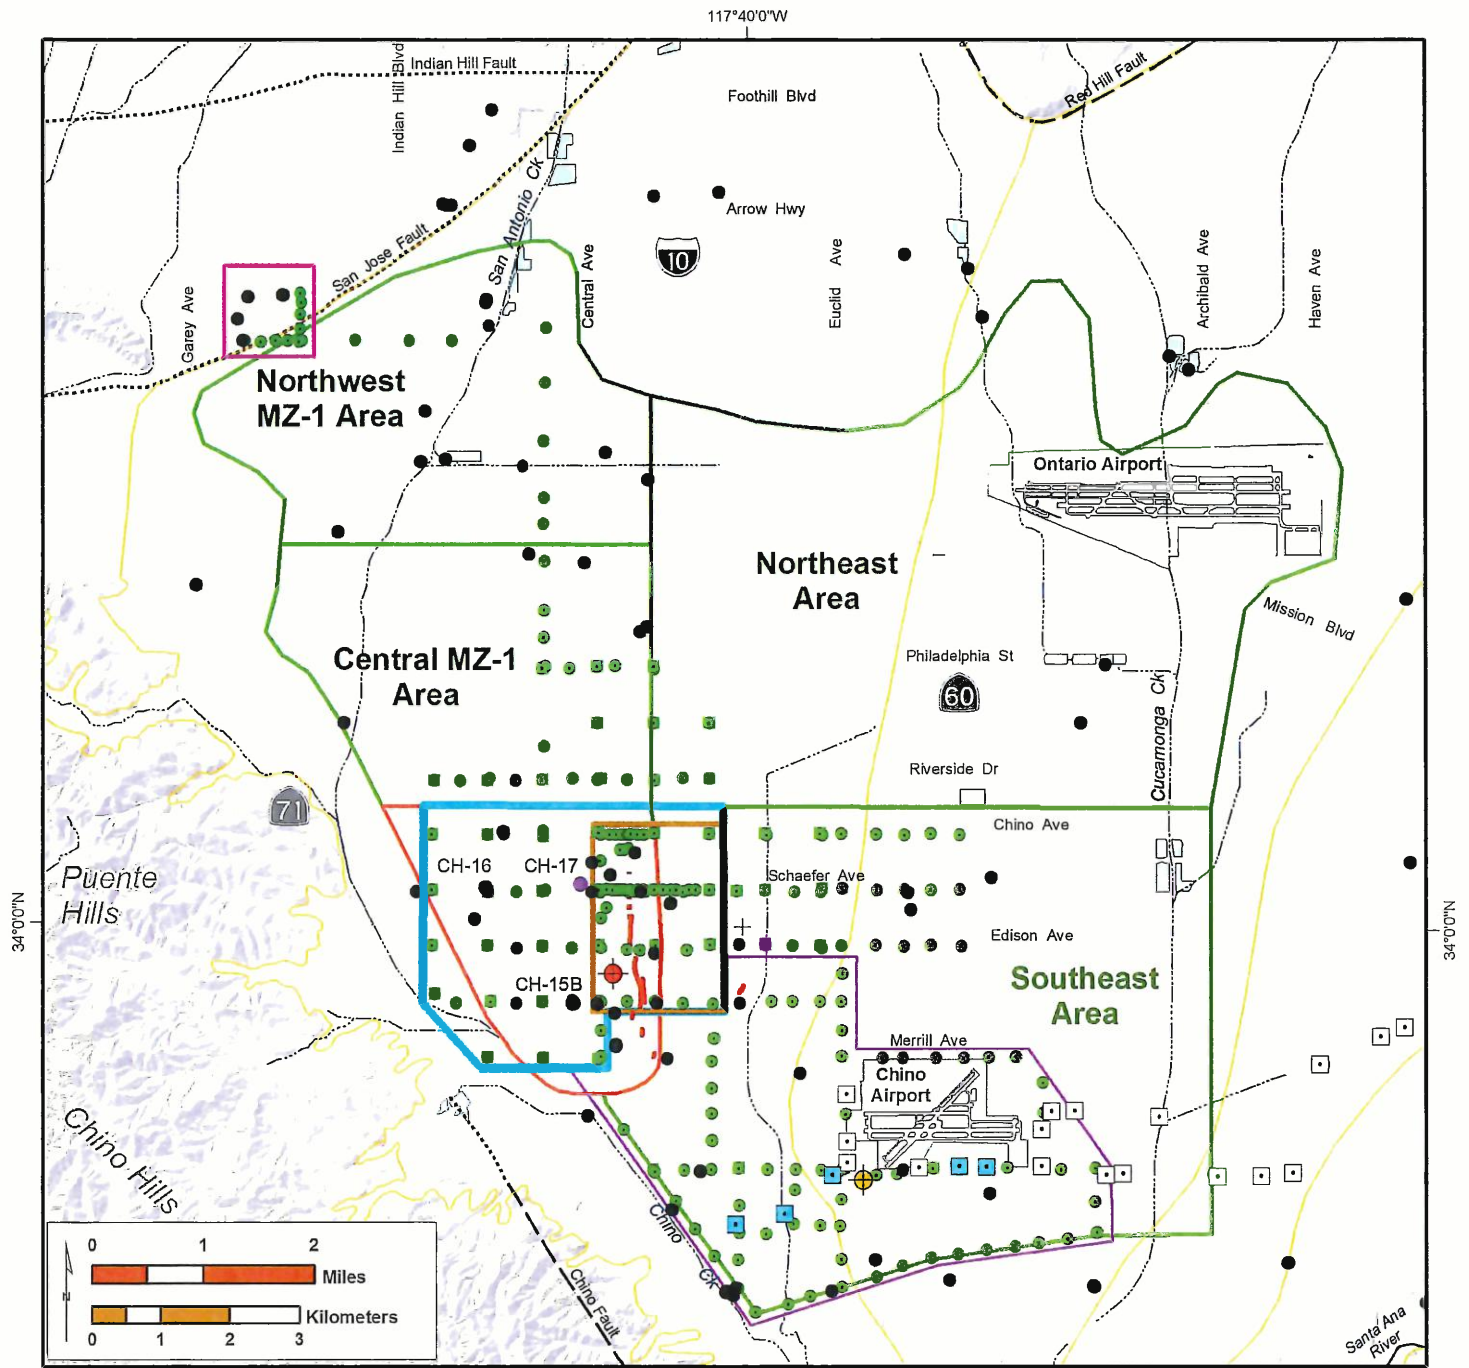 117°40'0"W
Indian Hill Fault
Indian Hill Blvd
Foothill Blvd
Red Hill Fault
San Antonio Ck
Arrow Hwy
10
San Jose Fault
Central Ave
Euclid Ave
Archibald Ave
Haven Ave
Garey Ave
Northwest
MZ-1 Area
Ontario Airport
Northeast
Area
Mission Blvd
Central MZ-1
Area
Philadelphia St
60
Cucamonga Ck
Riverside Dr
71
Chino Ave
CH-16
CH-17
Schaefer Ave
Puente
Hills
34°0'0"N
34°0'0"N
Edison Ave
CH-15B
Southeast
Area
Merrill Ave
Chino
Airport
Chino Hills
Chino Ck
Chino Fault
Santa Ana
River
0 1 2
Miles
N
Kilometers
0 1 2 3